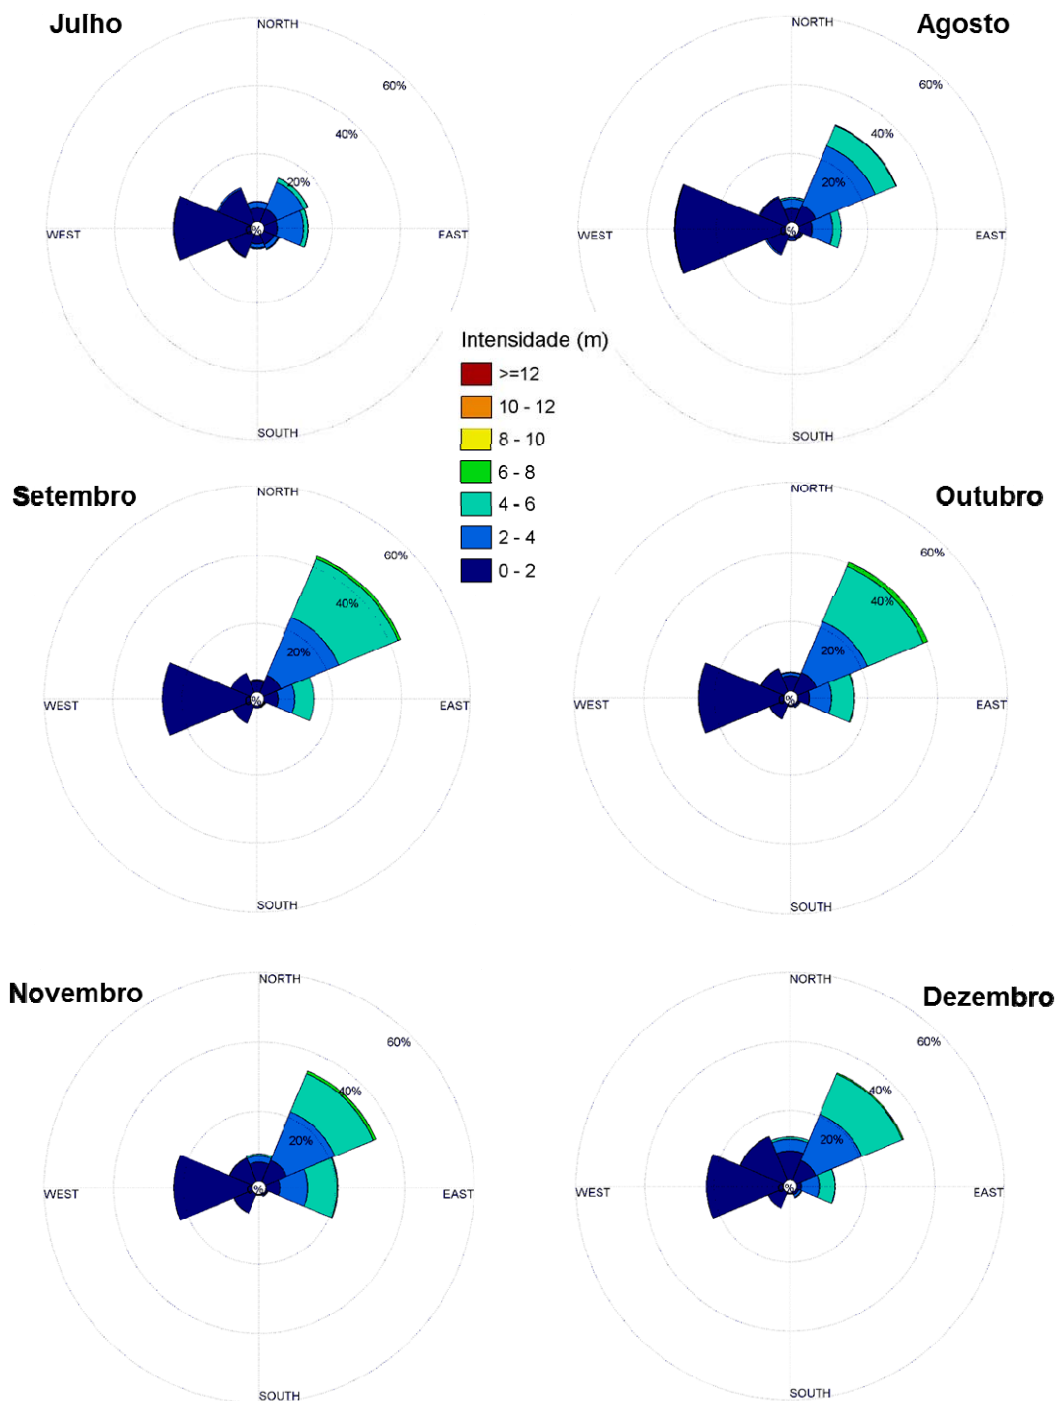 Julho
NORTH
60%
40%
20%
%
WEST
EAST
SOUTH
Agosto
NORTH
60%
40%
20%
%
WEST
EAST
SOUTH
Intensidade (m)
>=12
10 - 12
8 - 10
6 - 8
4 - 6
2 - 4
0 - 2
Setembro
NORTH
60%
40%
20%
%
WEST
EAST
SOUTH
Outubro
NORTH
60%
40%
20%
%
WEST
EAST
SOUTH
Novembro
NORTH
60%
40%
20%
%
WEST
EAST
SOUTH
Dezembro
NORTH
60%
40%
20%
%
WEST
EAST
SOUTH